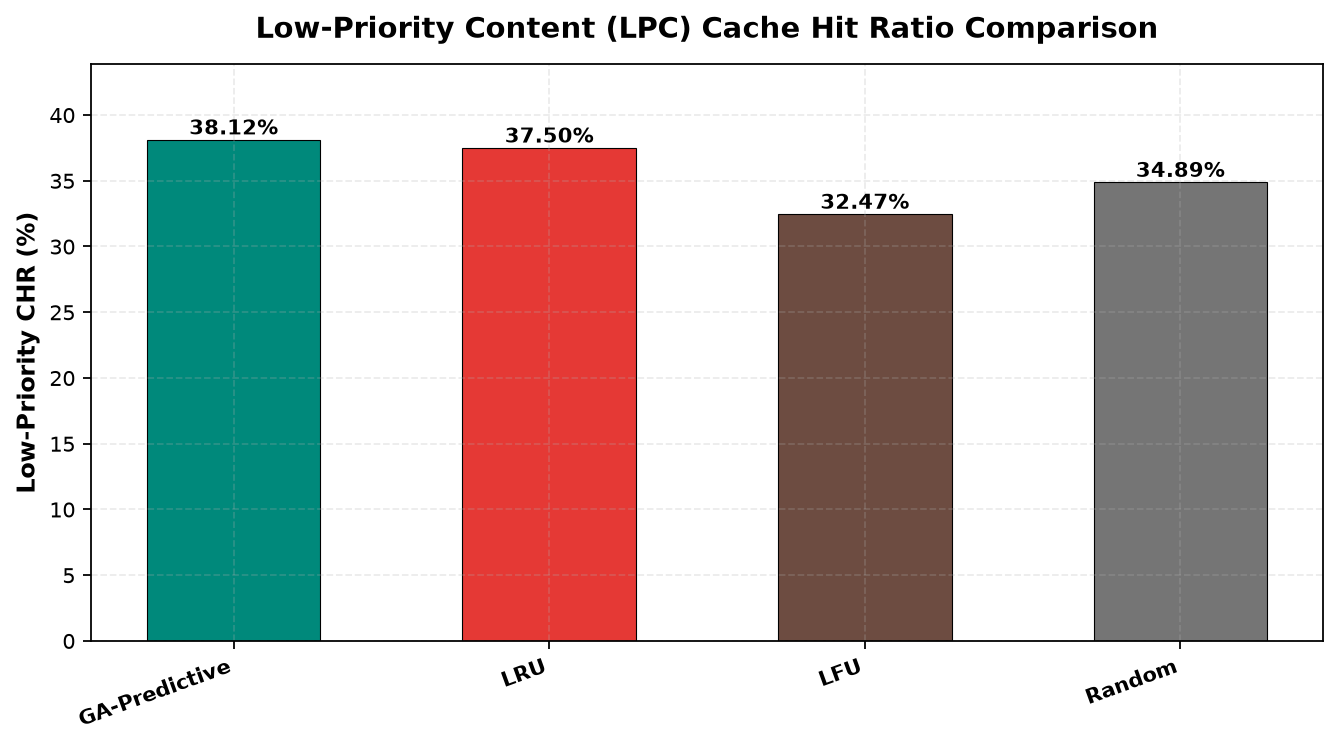 Low-Priority Content (LPC) Cache Hit Ratio Comparison
Low-Priority CHR (%)
40
35
30
25
20
15
10
5
0
38.12%
37.50%
32.47%
34.89%
GA-Predictive
LRU
LFU
Random